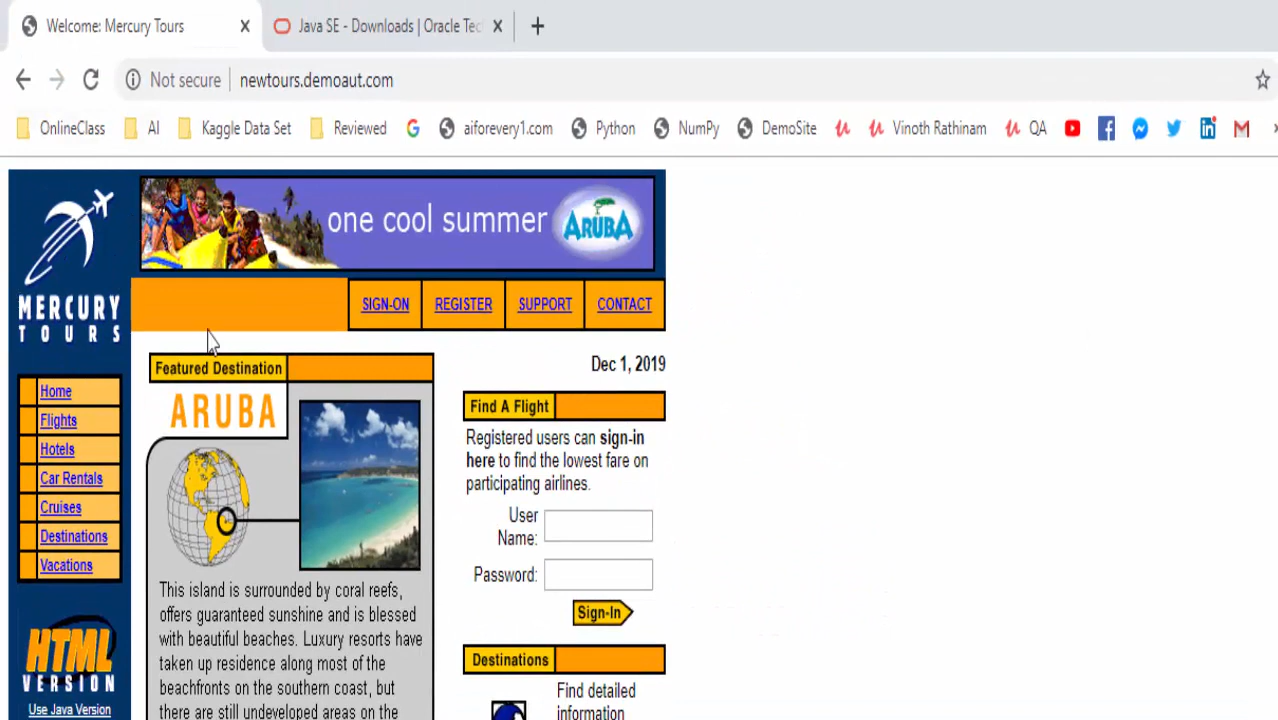 Welcome: Mercury Tours
Java SE - Downloads | Oracle Tec
Not secure newtours.demoaut.com
OnlineClass AI Kaggle Data Set Reviewed aiforevery1.com Python NumPy DemoSite Vinoth Rathinam QA
one cool summer ARUBA
MERCURY
TOURS
SIGN-ON REGISTER SUPPORT CONTACT
Home
Flights
Hotels
Car Rentals
Cruises
Destinations
Vacations
HTML
VERSION
Use Java Version
Featured Destination
ARUBA
This island is surrounded by coral reefs,
offers guaranteed sunshine and is blessed
with beautiful beaches. Luxury resorts have
taken up residence along most of the
beachfronts on the southern coast, but
there are still undeveloped areas on the
Dec 1, 2019
Find A Flight
Registered users can sign-in
here to find the lowest fare on
participating airlines.
User
Name:
Password:
Sign-In
Destinations
Find detailed
information